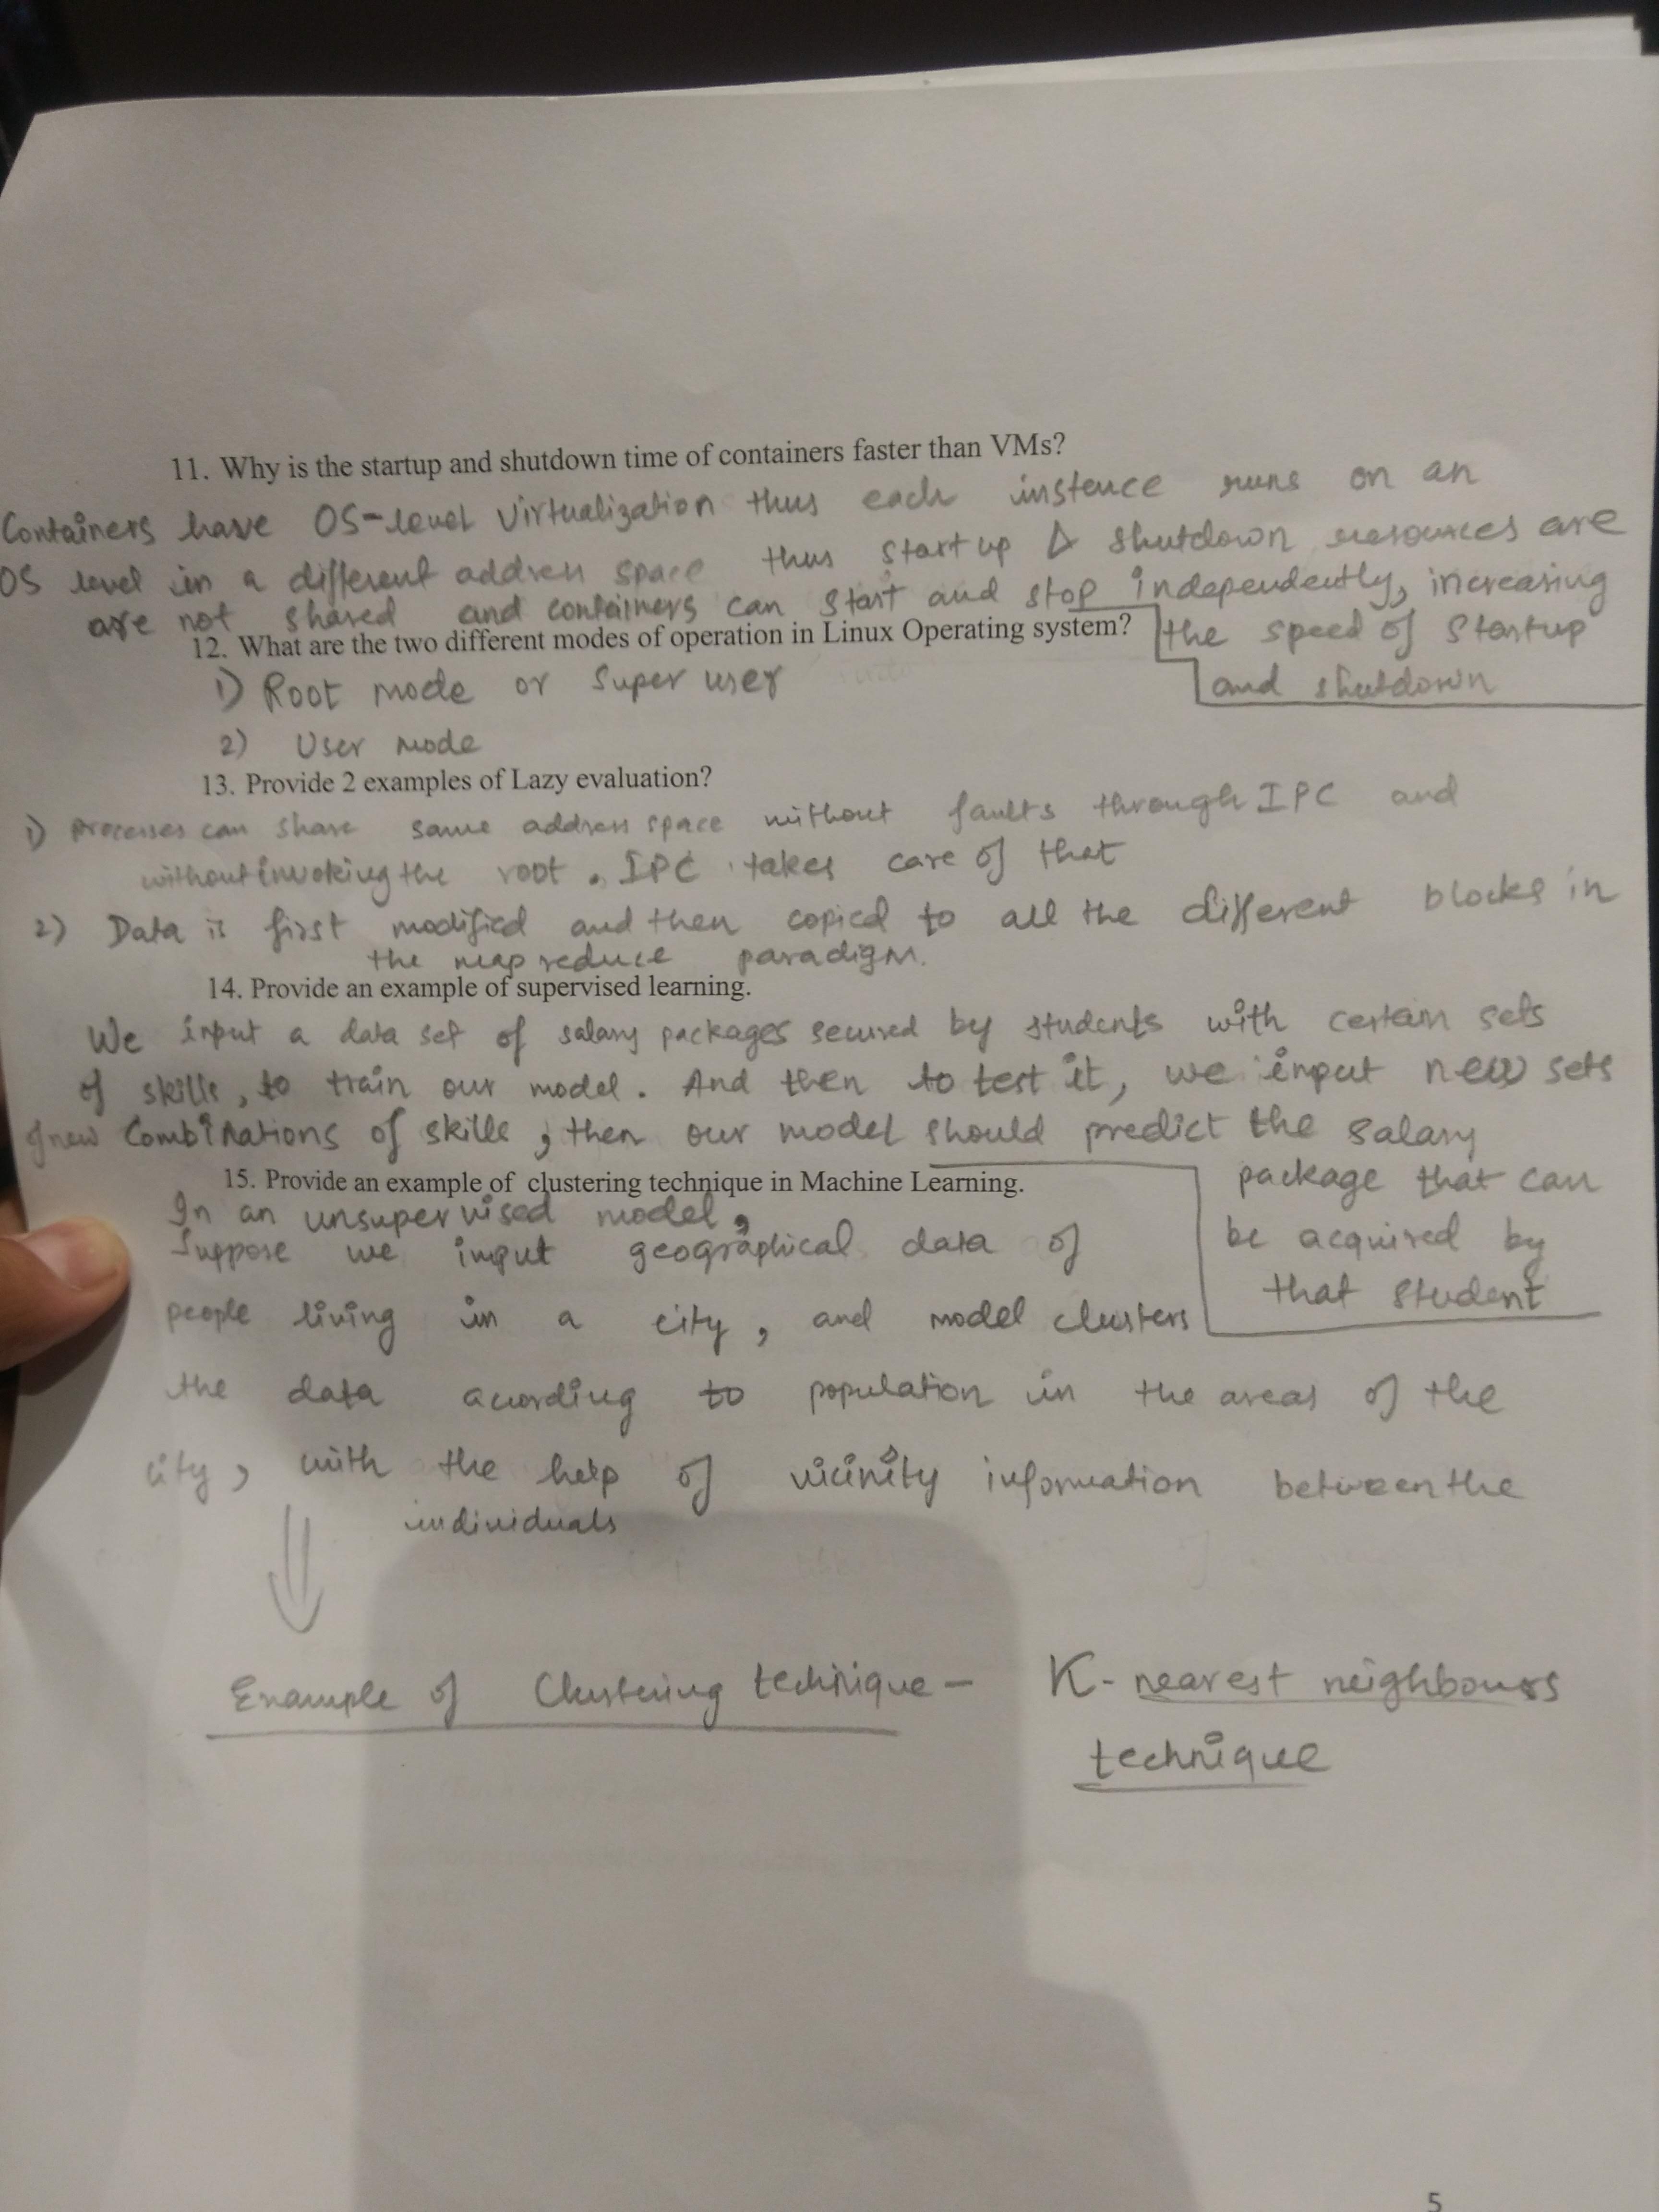 11. Why is the startup and shutdown time of containers faster than VMs?
Containers have OS-level Virtualization thus each instence runs on an
OS level in a different address space thus startup & shutdown resources are
are not shared and containers can start and stop independently, increasing
the speed of startup
and shutdown
12. What are the two different modes of operation in Linux Operating system?
1) Root mode or Super user
2) User mode
13. Provide 2 examples of Lazy evaluation?
1) processes can share same address space without faults through IPC and
without invoking the root. IPC takes care of that
2) Data is first modified and then copied to all the different blocks in
the map reduce paradigm.
14. Provide an example of supervised learning.
We input a data set of salary packages secured by students with certain sets
of skills, to train our model. And then to test it, we input new sets
of new Combinations of skills, then our model should predict the salary
package that can
be acquired by
that student
15. Provide an example of clustering technique in Machine Learning.
In an unsupervised model,
Suppose we input geographical data of
people living in a city, and model clusters
the data acording to population in the areas of the
city, with the help of vicinity information between the
individuals
Example of Clustering technique - K-nearest neighbours
technique
5